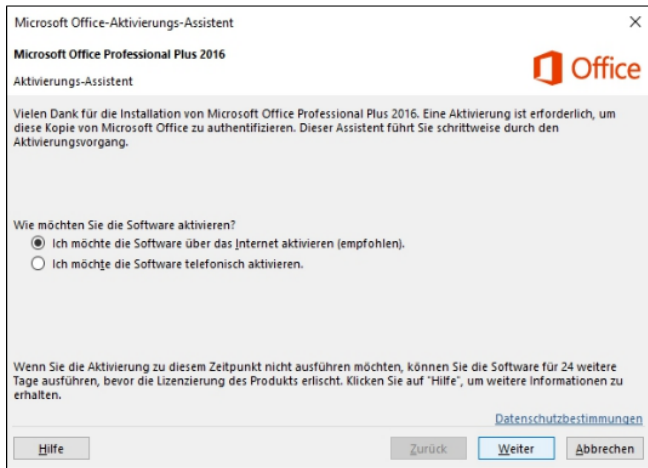 Microsoft Office-Aktivierungs-Assistent
Microsoft Office Professional Plus 2016
Office
Aktivierungs-Assistent
Vielen Dank für die Installation von Microsoft Office Professional Plus 2016. Eine Aktivierung ist erforderlich, um
diese Kopie von Microsoft Office zu authentifizieren. Dieser Assistent führt Sie schrittweise durch den
Aktivierungsvorgang.
Wie möchten Sie die Software aktivieren?
Ich möchte die Software über das Internet aktivieren (empfohlen).
Ich möchte die Software telefonisch aktivieren.
Wenn Sie die Aktivierung zu diesem Zeitpunkt nicht ausführen möchten, können Sie die Software für 24 weitere
Tage ausführen, bevor die Lizenzierung des Produkts erlischt. Klicken Sie auf "Hilfe", um weitere Informationen zu
erhalten.
Datenschutzbestimmungen
Hilfe Zurück Weiter Abbrechen